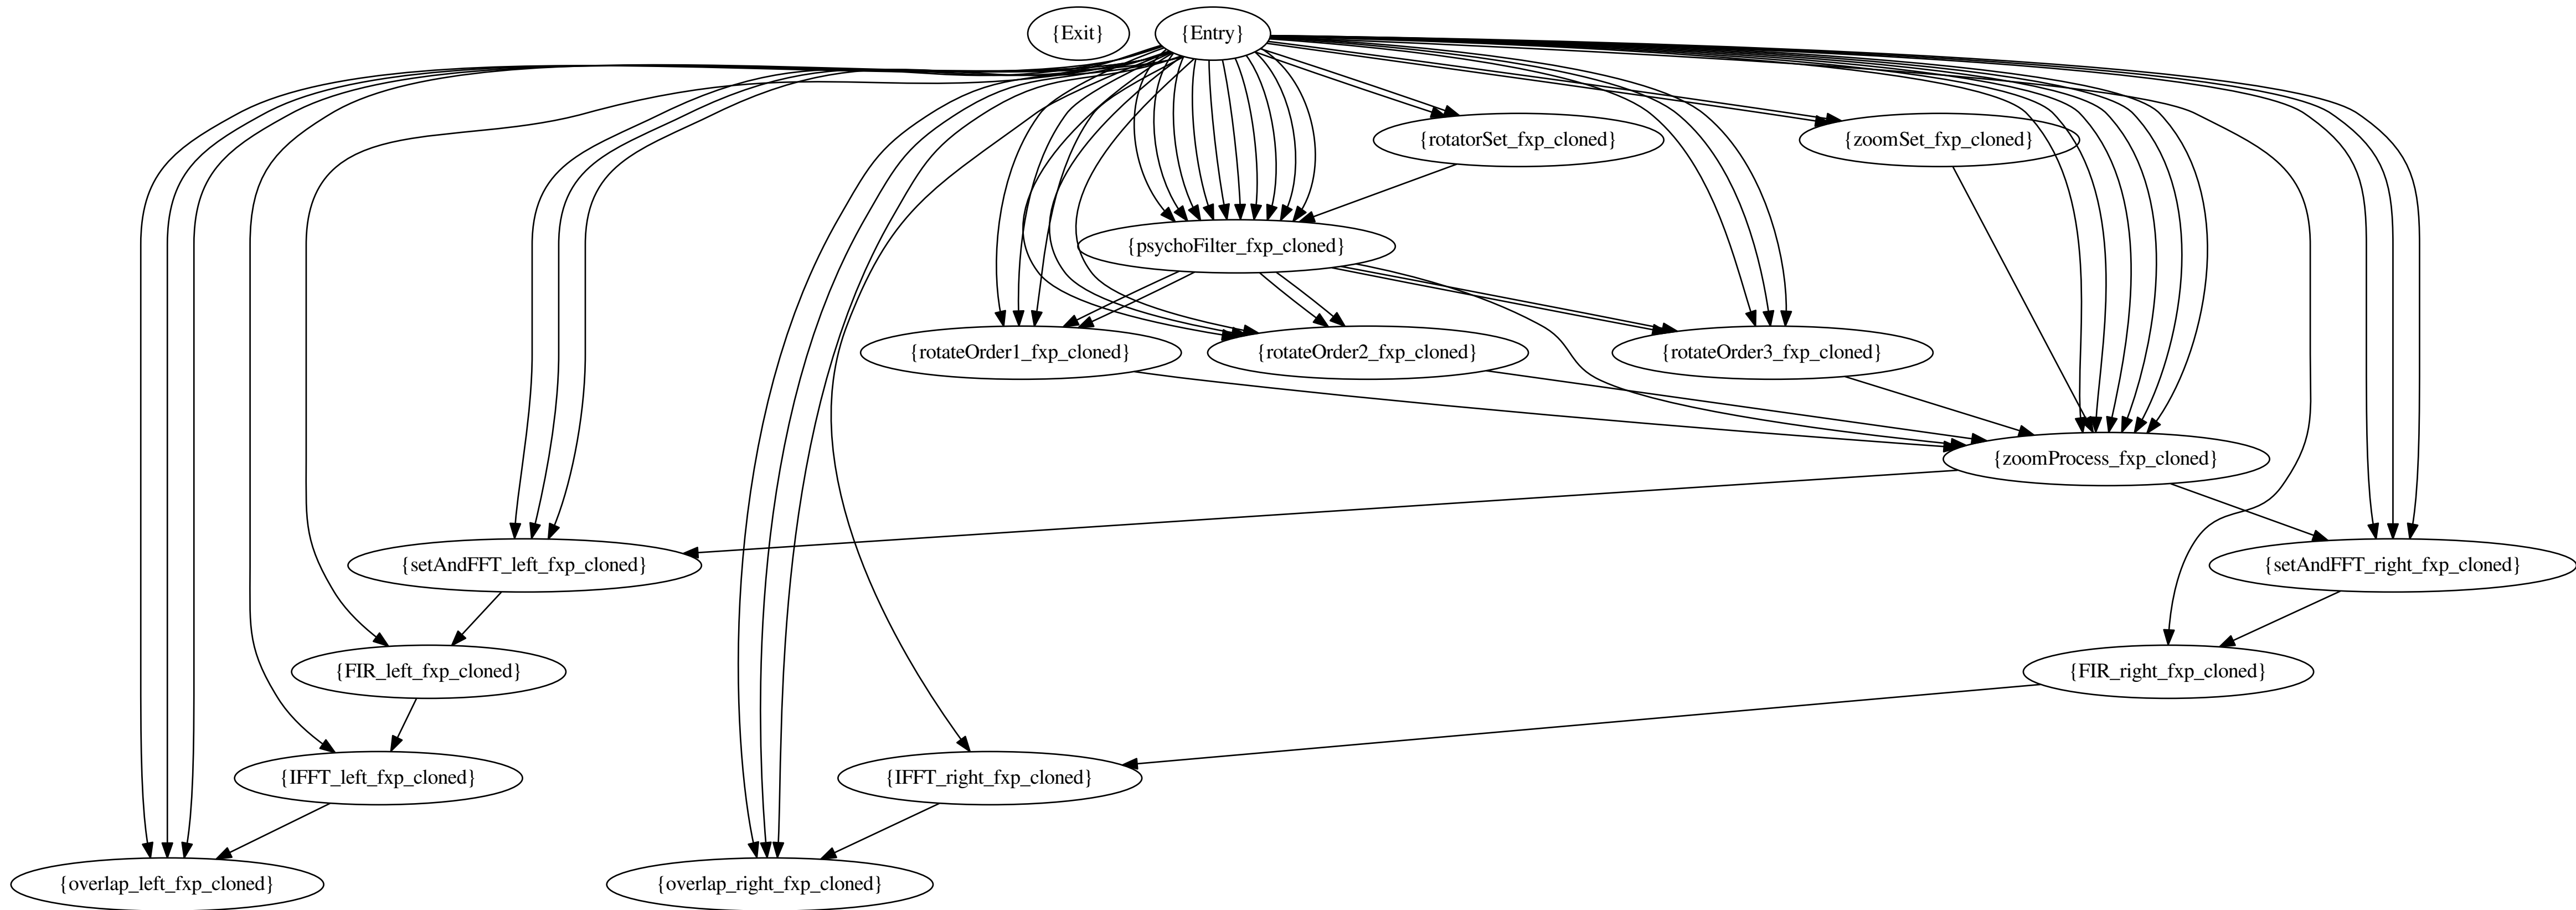 {Exit}
{Entry}
{rotatorSet_fxp_cloned}
{zoomSet_fxp_cloned}
{psychoFilter_fxp_cloned}
{rotateOrder1_fxp_cloned}
{rotateOrder2_fxp_cloned}
{rotateOrder3_fxp_cloned}
{zoomProcess_fxp_cloned}
{setAndFFT_left_fxp_cloned}
{setAndFFT_right_fxp_cloned}
{FIR_left_fxp_cloned}
{FIR_right_fxp_cloned}
{IFFT_left_fxp_cloned}
{IFFT_right_fxp_cloned}
{overlap_left_fxp_cloned}
{overlap_right_fxp_cloned}